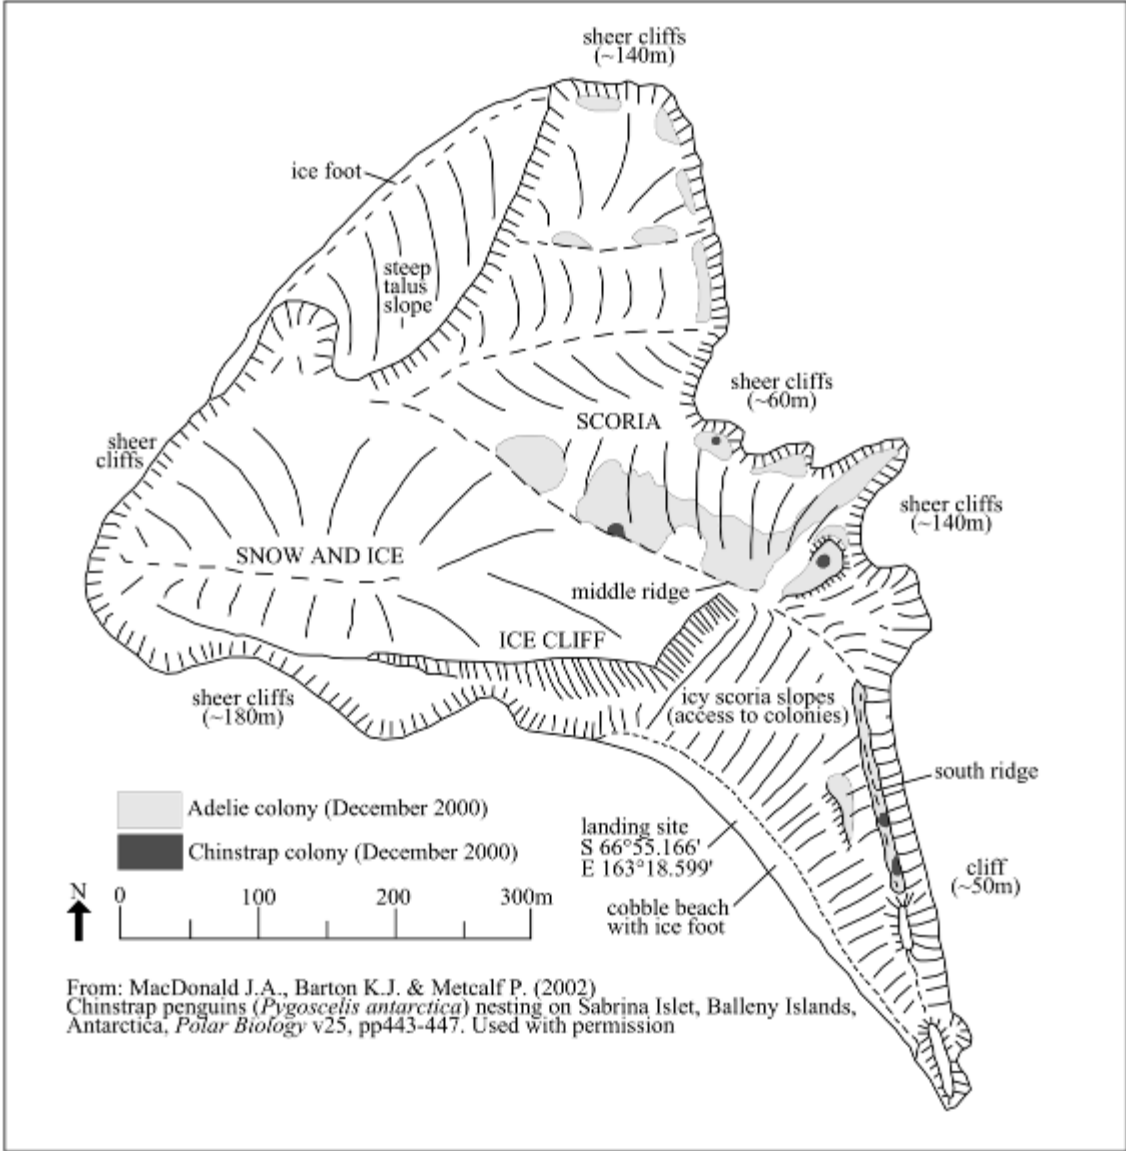 sheer cliffs
(~140m)
ice foot
steep
talus
slope
sheer cliffs
(~60m)
SCORIA
sheer
cliffs
sheer cliffs
(~140m)
SNOW AND ICE
middle ridge
ICE CLIFF
sheer cliffs
(~180m)
icy scoria slopes
(access to colonies)
south ridge
Adelie colony (December 2000)
Chinstrap colony (December 2000)
landing site
S 66°55.166'
E 163°18.599'
cliff
(~50m)
cobble beach
with ice foot
N
0 100 200 300m
From: MacDonald J.A., Barton K.J. & Metcalf P. (2002)
Chinstrap penguins (Pygoscelis antarctica) nesting on Sabrina Islet, Balleny Islands,
Antarctica, Polar Biology v25, pp443-447. Used with permission